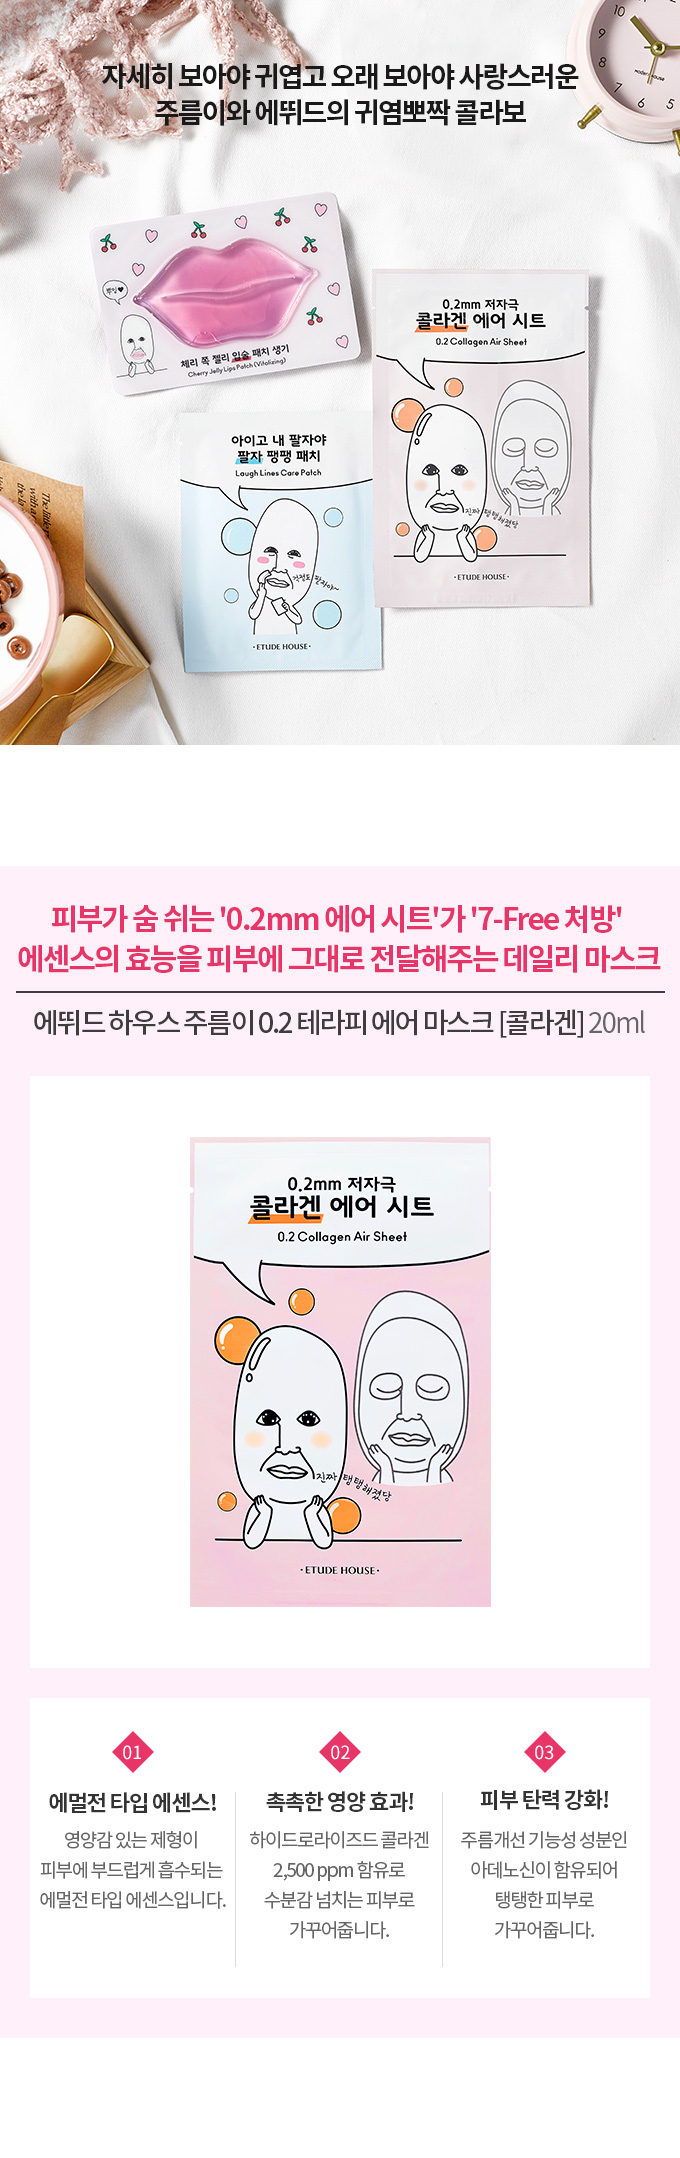 자세히 보아야 귀엽고 오래 보아야 사랑스러운
주름이와 에뛰드의 귀염뽀짝 콜라보
뿌잉♥
체리 쪽 젤리 입술 패치 생기
Cherry Jelly Lips Patch (Vitalizing)
0.2mm 저자극
콜라겐 에어 시트
0.2 Collagen Air Sheet
진짜 탱탱해졌당
·ETUDE HOUSE·
아이고 내 팔자야
팔자 팽팽 패치
Laugh Lines Care Patch
걱정도 팔자야~
·ETUDE HOUSE·
피부가 숨 쉬는 '0.2mm 에어 시트'가 '7-Free 처방'
에센스의 효능을 피부에 그대로 전달해주는 데일리 마스크
에뛰드 하우스 주름이 0.2 테라피 에어 마스크 [콜라겐] 20ml
0.2mm 저자극
콜라겐 에어 시트
0.2 Collagen Air Sheet
진짜 탱탱해졌당
·ETUDE HOUSE·
01
에멀전 타입 에센스!
영양감 있는 제형이
피부에 부드럽게 흡수되는
에멀전 타입 에센스입니다.
02
촉촉한 영양 효과!
하이드로라이즈드 콜라겐
2,500 ppm 함유로
수분감 넘치는 피부로
가꾸어줍니다.
03
피부 탄력 강화!
주름개선 기능성 성분인
아데노신이 함유되어
탱탱한 피부로
가꾸어줍니다.